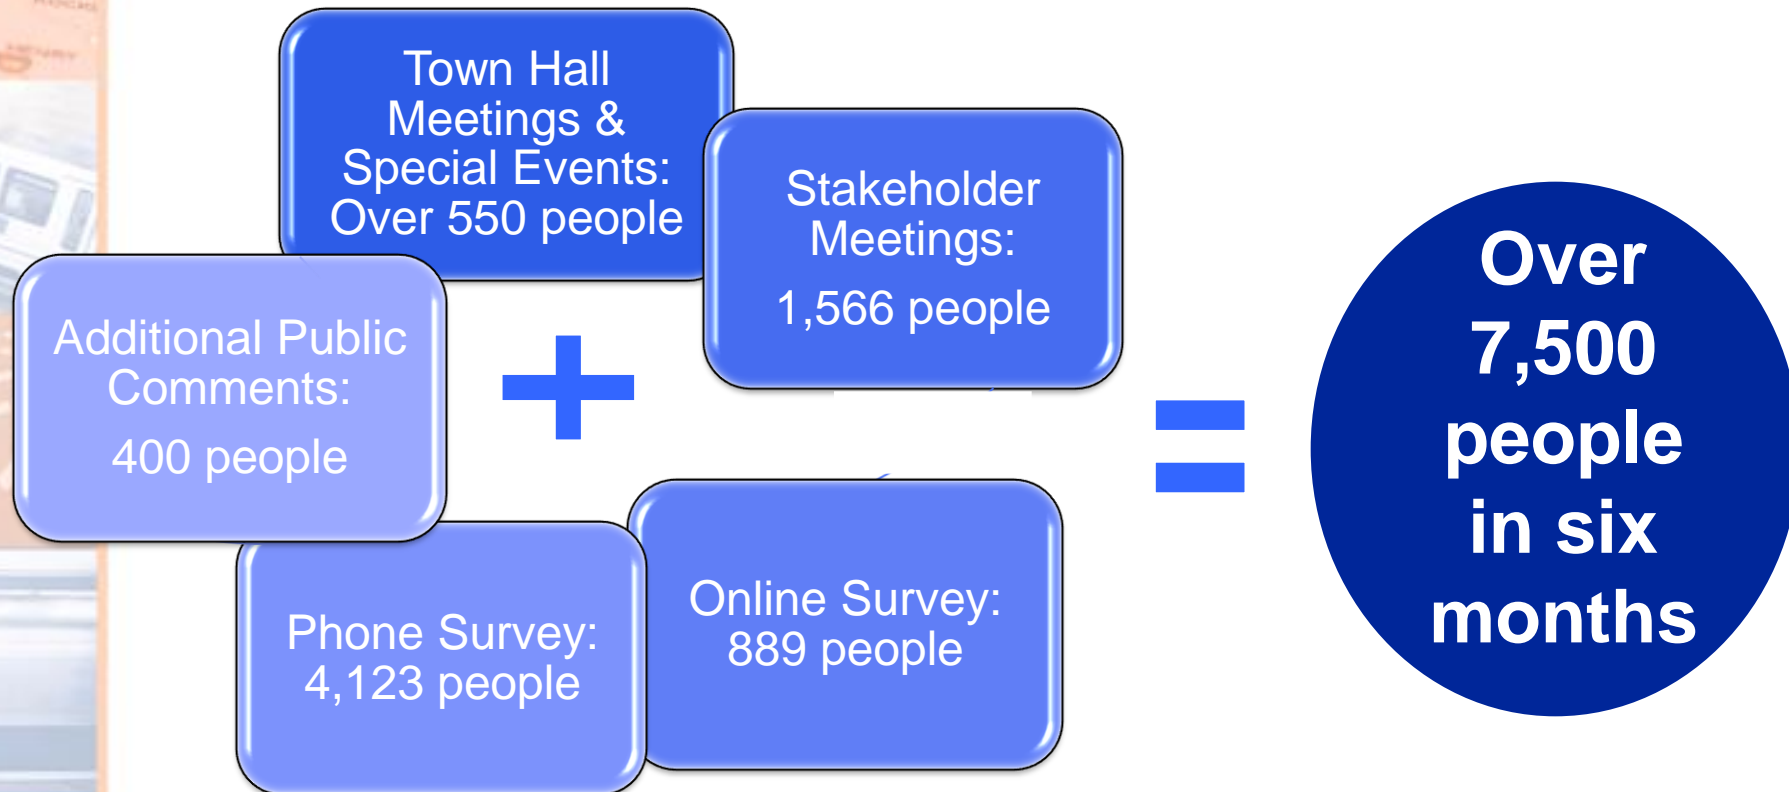 Town Hall
Meetings &
Special Events:
Over 550 people
Stakeholder
Meetings:
1,566 people
Additional Public
Comments:
400 people
Phone Survey:
4,123 people
Online Survey:
889 people
Over
7,500
people
in six
months